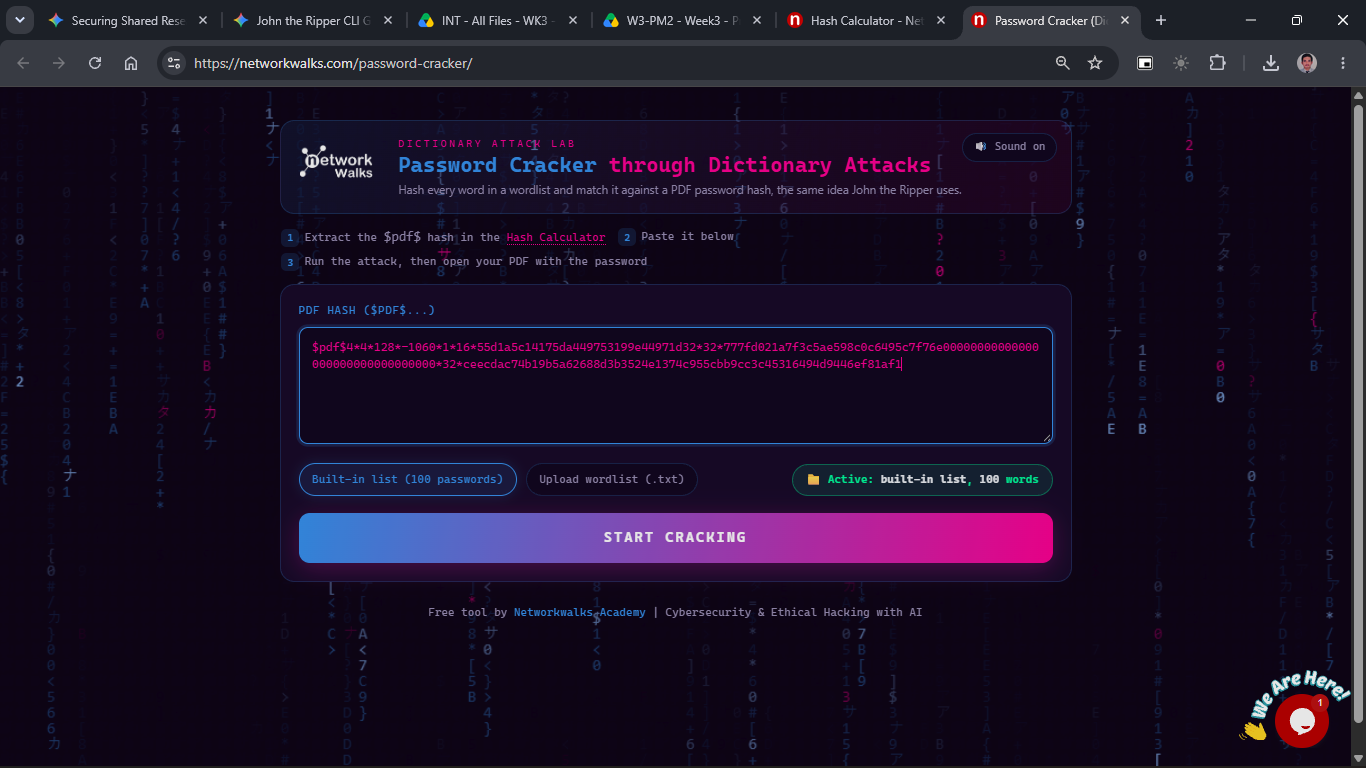 Securing Shared Rese
John the Ripper CLI G
INT - All Files - WK3 -
W3-PM2 - Week3 - P
Hash Calculator - Net
Password Cracker (Di
https://networkwalks.com/password-cracker/
network
Walks
DICTIONARY ATTACK LAB
Password Cracker through Dictionary Attacks
Hash every word in a wordlist and match it against a PDF password hash, the same idea John the Ripper uses.
Sound on
1 Extract the $pdf$ hash in the Hash Calculator 2 Paste it below
3 Run the attack, then open your PDF with the password
PDF HASH ($PDF$...)
$pdf$4*4*128*-1060*1*16*55d1a5c14175da449753199e44971d32*32*777fd021a7f3c5ae598c0c6495c7f76e00000000000000
000000000000000000*32*ceecdac74b19b5a62688d3b3524e1374c955cbb9cc3c45316494d9446ef81af1
Built-in list (100 passwords)
Upload wordlist (.txt)
Active: built-in list, 100 words
START CRACKING
Free tool by Networkwalks Academy | Cybersecurity & Ethical Hacking with AI
We Are Here!
1